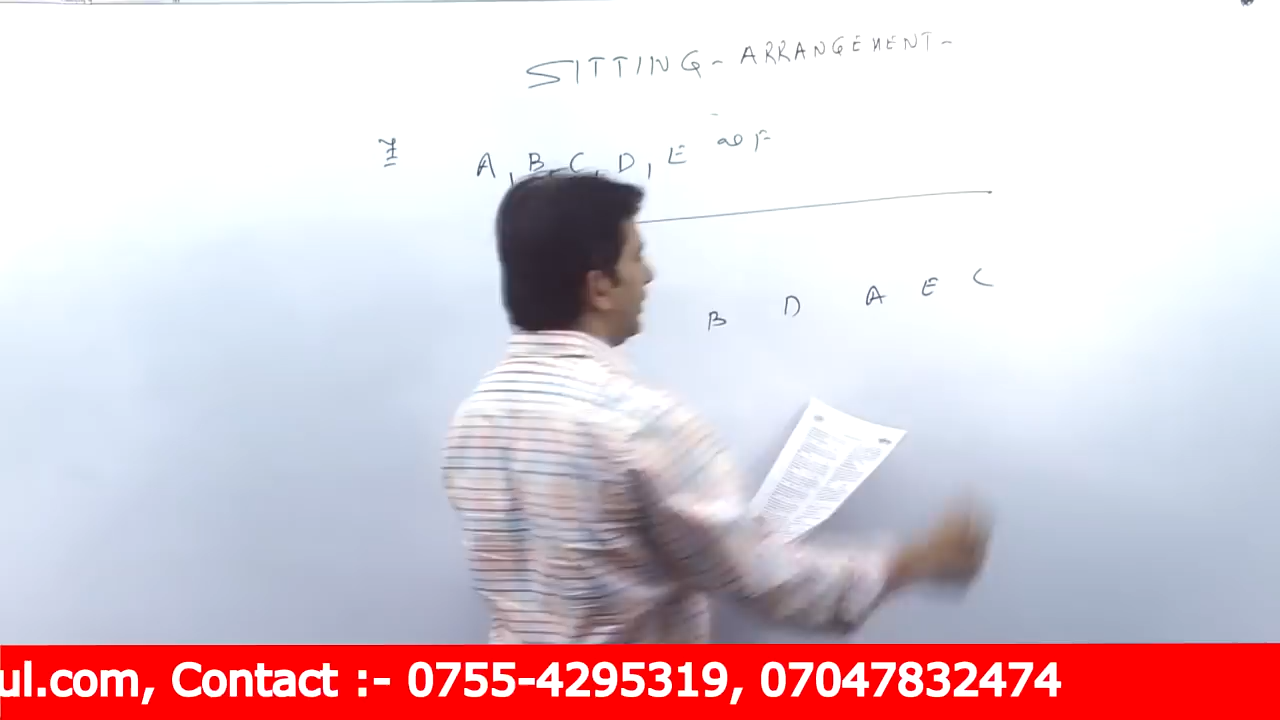 SITTING - ARRANGEMENT -
A, B, C, D, E F
B D A E C
ul.com, Contact :- 0755-4295319, 07047832474